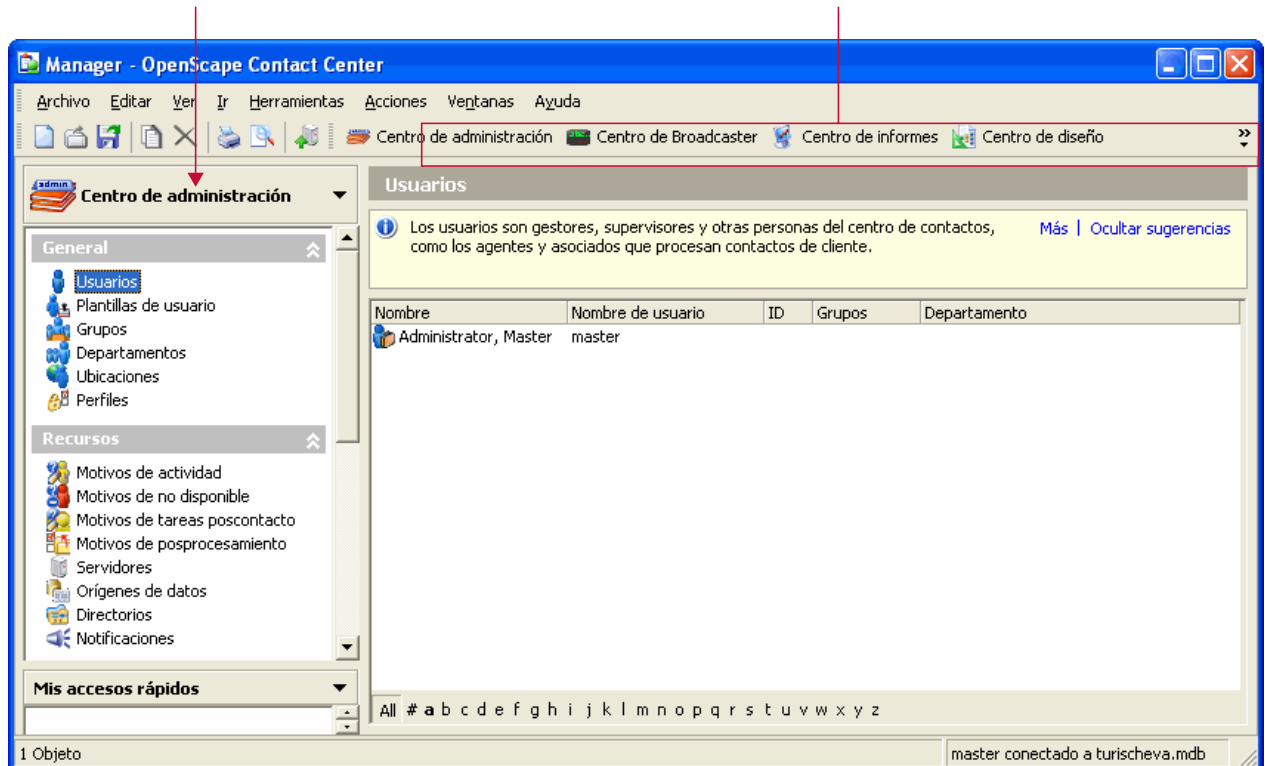 Manager - OpenScape Contact Center
Archivo Editar Ver Ir Herramientas Acciones Ventanas Ayuda
Centro de administración Centro de Broadcaster Centro de informes Centro de diseño
admin
Centro de administración
Usuarios
Los usuarios son gestores, supervisores y otras personas del centro de contactos,
como los agentes y asociados que procesan contactos de cliente.
Más | Ocultar sugerencias
General
Usuarios
Plantillas de usuario
Grupos
Departamentos
Ubicaciones
Perfiles
Recursos
Motivos de actividad
Motivos de no disponible
Motivos de tareas poscontacto
Motivos de posprocesamiento
Servidores
Orígenes de datos
Directorios
Notificaciones
Mis accesos rápidos
Nombre Nombre de usuario ID Grupos Departamento
Administrator, Master master
All # a b c d e f g h i j k l m n o p q r s t u v w x y z
1 Objeto
master conectado a turischeva.mdb